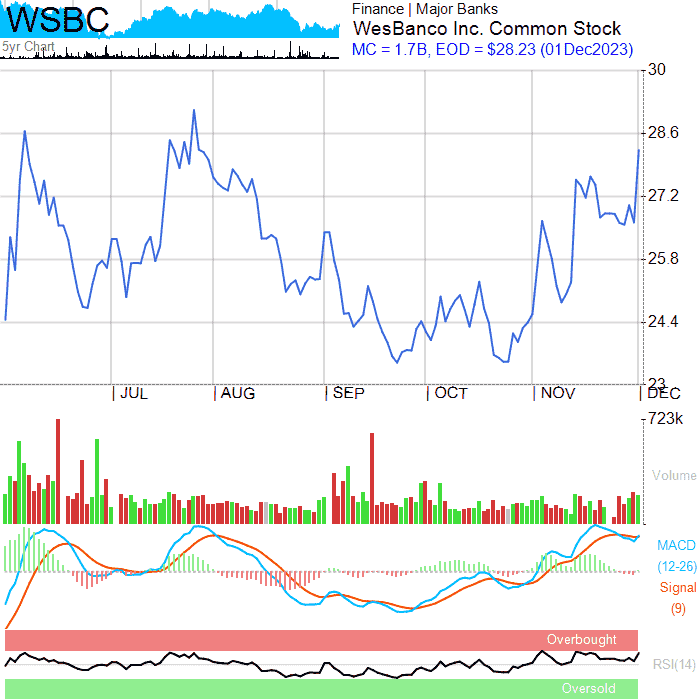 WSBC
5yr Chart
Finance | Major Banks
WesBanco Inc. Common Stock
MC = 1.7B, EOD = $28.23 (01Dec2023)
30
28.6
27.2
25.8
24.4
23
JUL AUG SEP OCT NOV DEC
723k
Volume
MACD
(12-26)
Signal
(9)
Overbought
RSI(14)
Oversold